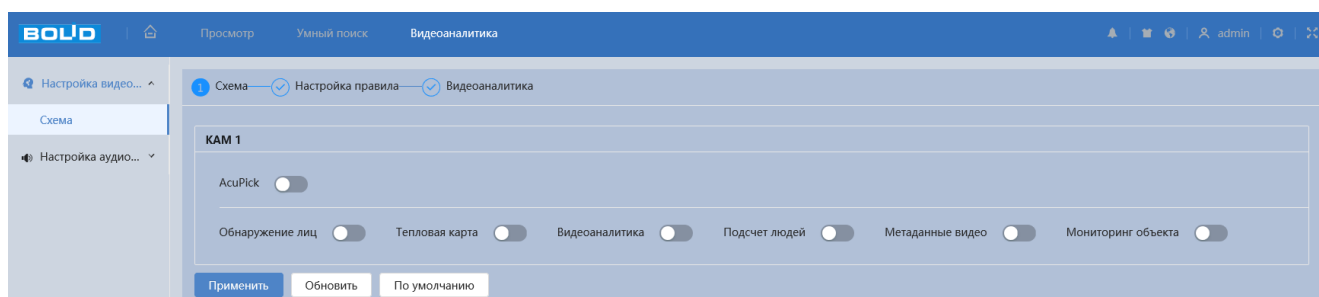 BOLID Просмотр Умный поиск Видеоаналитика admin
Настройка видео... 1 Схема Настройка правила Видеоаналитика
Схема
КАМ 1
Настройка аудио...
AcuPick
Обнаружение лиц Тепловая карта Видеоаналитика Подсчет людей Метаданные видео Мониторинг объекта
Применить Обновить По умолчанию